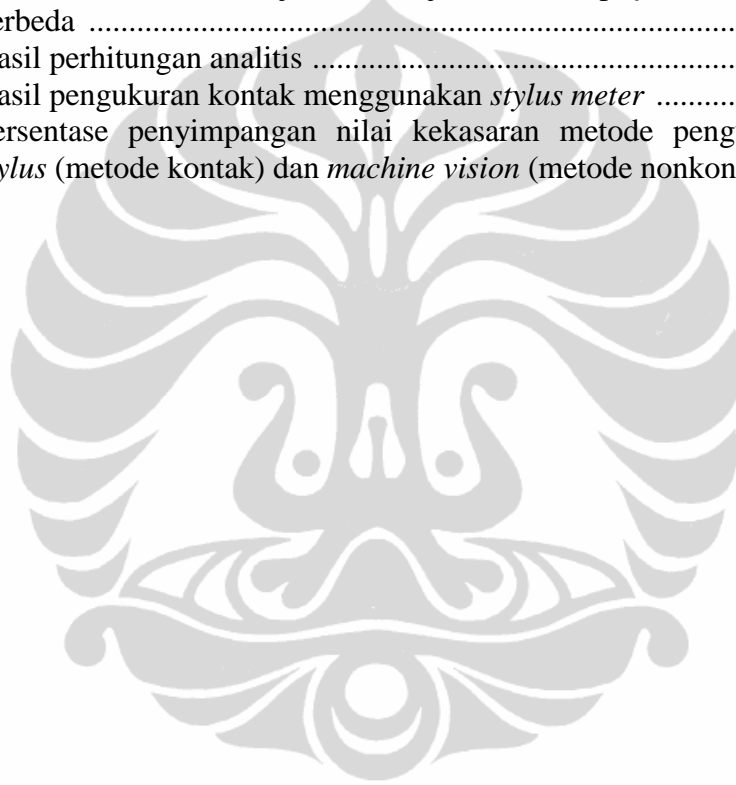 erbeda ........................................................................
asil perhitungan analitis ...............................................
asil pengukuran kontak menggunakan stylus meter ..........
ersentase penyimpangan nilai kekasaran metode peng
ylus (metode kontak) dan machine vision (metode nonkon